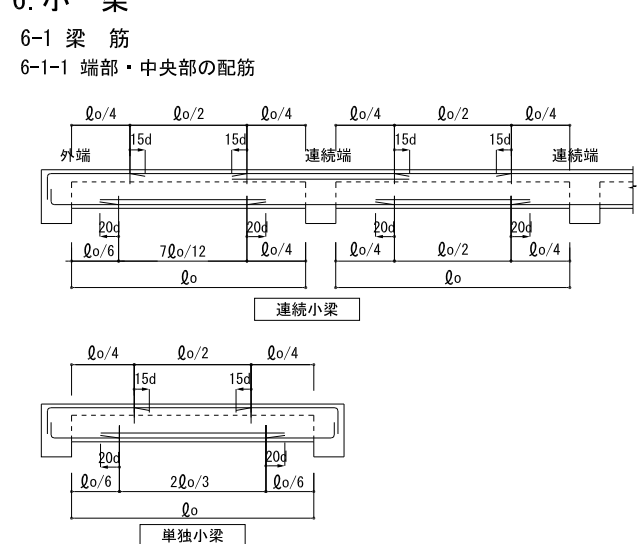 6. 小 梁
6-1 梁 筋
6-1-1 端部・中央部の配筋
ℓo/4 ℓo/2 ℓo/4 ℓo/4 ℓo/2 ℓo/4
15d 15d 15d 15d
外端 連続端 連続端
20d 20d 20d 20d
ℓo/6 7ℓo/12 ℓo/4 ℓo/4 ℓo/2 ℓo/4
ℓo ℓo
連続小梁
ℓo/4 ℓo/2 ℓo/4
15d 15d
20d 20d
ℓo/6 2ℓo/3 ℓo/6
ℓo
単独小梁